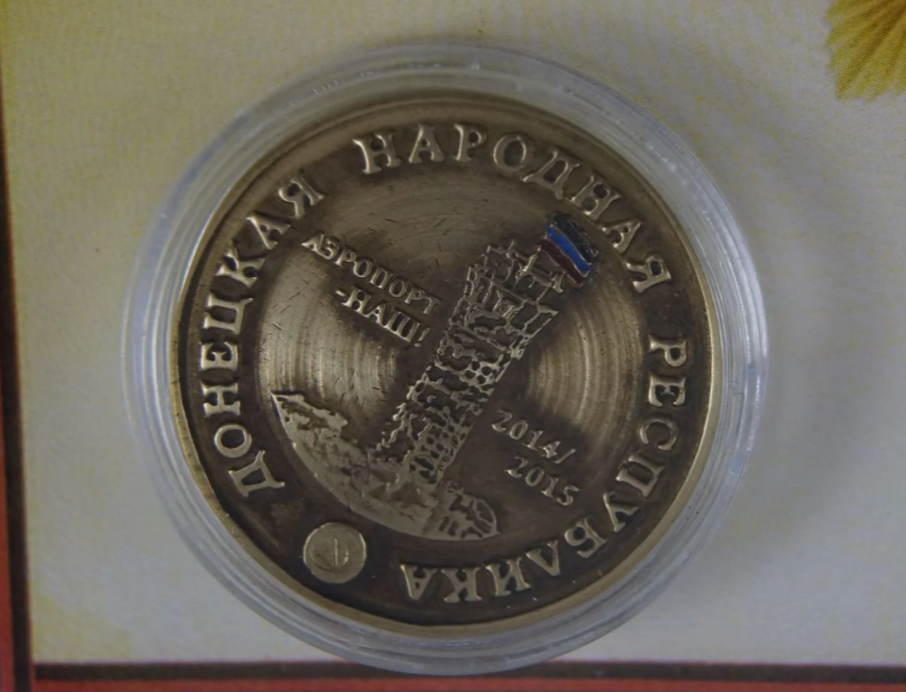 ДОНЕЦКАЯ НАРОДНАЯ РЕСПУБЛИКА
АЭРОПОРТ
-НАШ!
2014/
2015